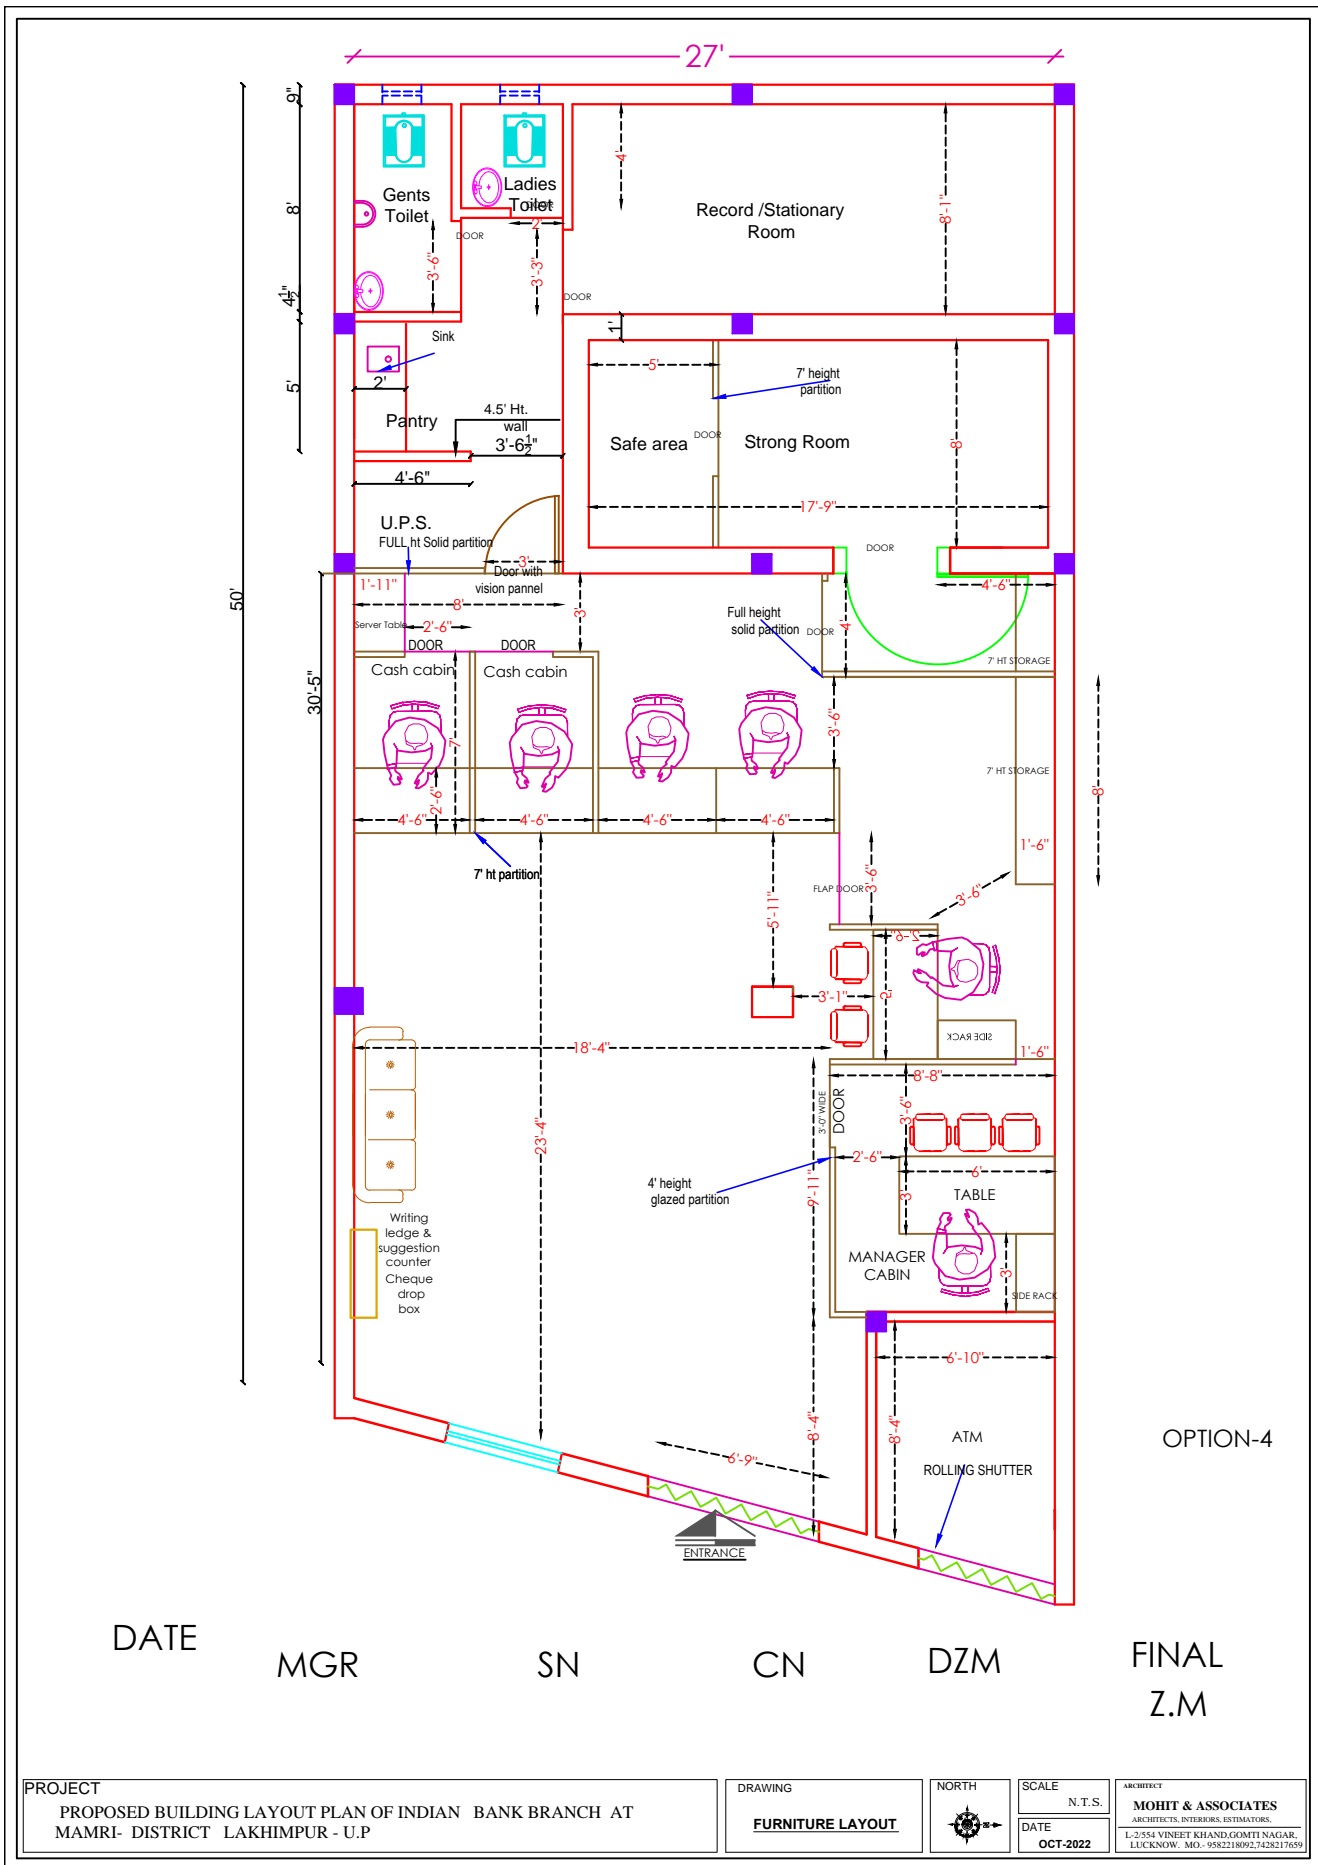 27'
9"
8'
4½"
5'
50'
30'-5"
Gents
Toilet
Ladies
Toilet
DOOR
DOOR
2'
3'-6"
3'-3"
4'
Record /Stationary
Room
8'-1"
DOOR
1'
Sink
2'
Pantry
4.5' Ht.
wall
3'-6½"
4'-6"
5'
7' height
partition
Safe area
DOOR
Strong Room
8'
17'-9"
U.P.S.
FULL ht Solid partition
3'
Door with
vision pannel
DOOR
1'-11"
8'
3'
4'-6"
Server Table
2'-6"
DOOR
DOOR
Full height
solid partition
DOOR
4'
7' HT STORAGE
Cash cabin
Cash cabin
7'
3'-6"
7' HT STORAGE
8'
2'-6"
4'-6"
4'-6"
4'-6"
4'-6"
1'-6"
7' ht partition
FLAP DOOR
3'-6"
3'-6"
5'-11"
2'-6"
3'-1"
5'
SIDE RACK
18'-4"
1'-6"
8'-8"
3'-0" WIDE
DOOR
3'-6"
23'-4"
2'-6"
6'
4' height
glazed partition
9'-11"
3'
TABLE
Writing
ledge &
suggestion
counter
Cheque
drop
box
MANAGER
CABIN
3'
SIDE RACK
6'-10"
8'-4"
8'-4"
ATM
ROLLING SHUTTER
6'-9"
ENTRANCE
OPTION-4
DATE
MGR
SN
CN
DZM
FINAL
Z.M
PROJECT
PROPOSED BUILDING LAYOUT PLAN OF INDIAN BANK BRANCH AT
MAMRI- DISTRICT LAKHIMPUR - U.P
DRAWING
FURNITURE LAYOUT
NORTH
SCALE
N.T.S.
DATE
OCT-2022
ARCHITECT
MOHIT & ASSOCIATES
ARCHITECTS, INTERIORS, ESTIMATORS,
L-2/554 VINEET KHAND,GOMTI NAGAR,
LUCKNOW. MO.- 9582218092,7428217659